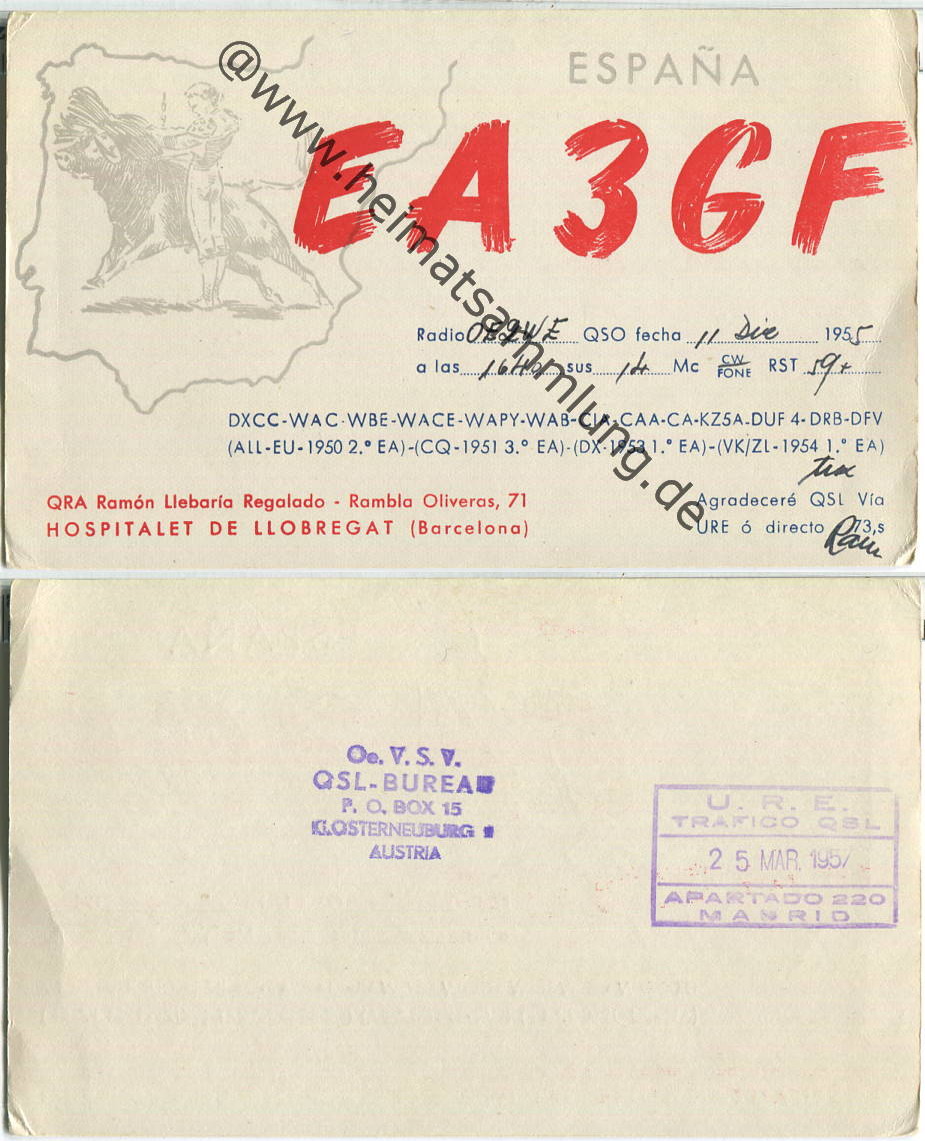 ESPAÑA
EA3GF
Radio OE2WE QSO fecha 11 Dic 1955
a las sus 14 Mc CW FONE RST 59+
DXCC-WAC-WBE-WACE-WAPY-WAB-CIA-CAA-CA-KZ5A.DUF 4-DRB-DFV
(ALL-EU-1950 2.º EA)-(CQ-1951 3.º EA)-(DX-1953 1.º EA)-(VK/ZL-1954 1.º EA)
QRA Ramón Llebaría Regalado - Rambla Oliveras, 71
HOSPITALET DE LLOBREGAT (Barcelona)
tnx
Agradeceré QSL Vía
URE ó directo 73,s
@www.heimatsammlung.de
Oe. V. S. V.
QSL-BUREAU
P. O. BOX 15
KLOSTERNEUBURG
AUSTRIA
U. R. E.
TRAFICO QSL
25 MAR. 1957
APARTADO 220
MADRID